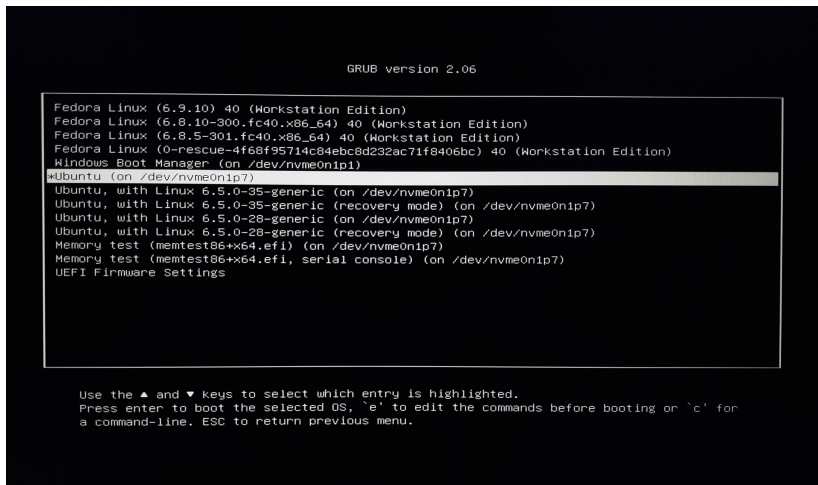 GRUB version 2.06
Fedora Linux (6.9.10) 40 (Workstation Edition)
Fedora Linux (6.8.10-300.fc40.x86_64) 40 (Workstation Edition)
Fedora Linux (6.8.5-301.fc40.x86_64) 40 (Workstation Edition)
Fedora Linux (0-rescue-4f68f95714c84ebc8d232ac71f8406bc) 40 (Workstation Edition)
Windows Boot Manager (on /dev/nvme0n1p1)
*Ubuntu (on /dev/nvme0n1p7)
Ubuntu, with Linux 6.5.0-35-generic (on /dev/nvme0n1p7)
Ubuntu, with Linux 6.5.0-35-generic (recovery mode) (on /dev/nvme0n1p7)
Ubuntu, with Linux 6.5.0-28-generic (on /dev/nvme0n1p7)
Ubuntu, with Linux 6.5.0-28-generic (recovery mode) (on /dev/nvme0n1p7)
Memory test (memtest86+x64.efi) (on /dev/nvme0n1p7)
Memory test (memtest86+x64.efi, serial console) (on /dev/nvme0n1p7)
UEFI Firmware Settings
Use the ▲ and ▼ keys to select which entry is highlighted.
Press enter to boot the selected OS, `e' to edit the commands before booting or `c' for
a command-line. ESC to return previous menu.